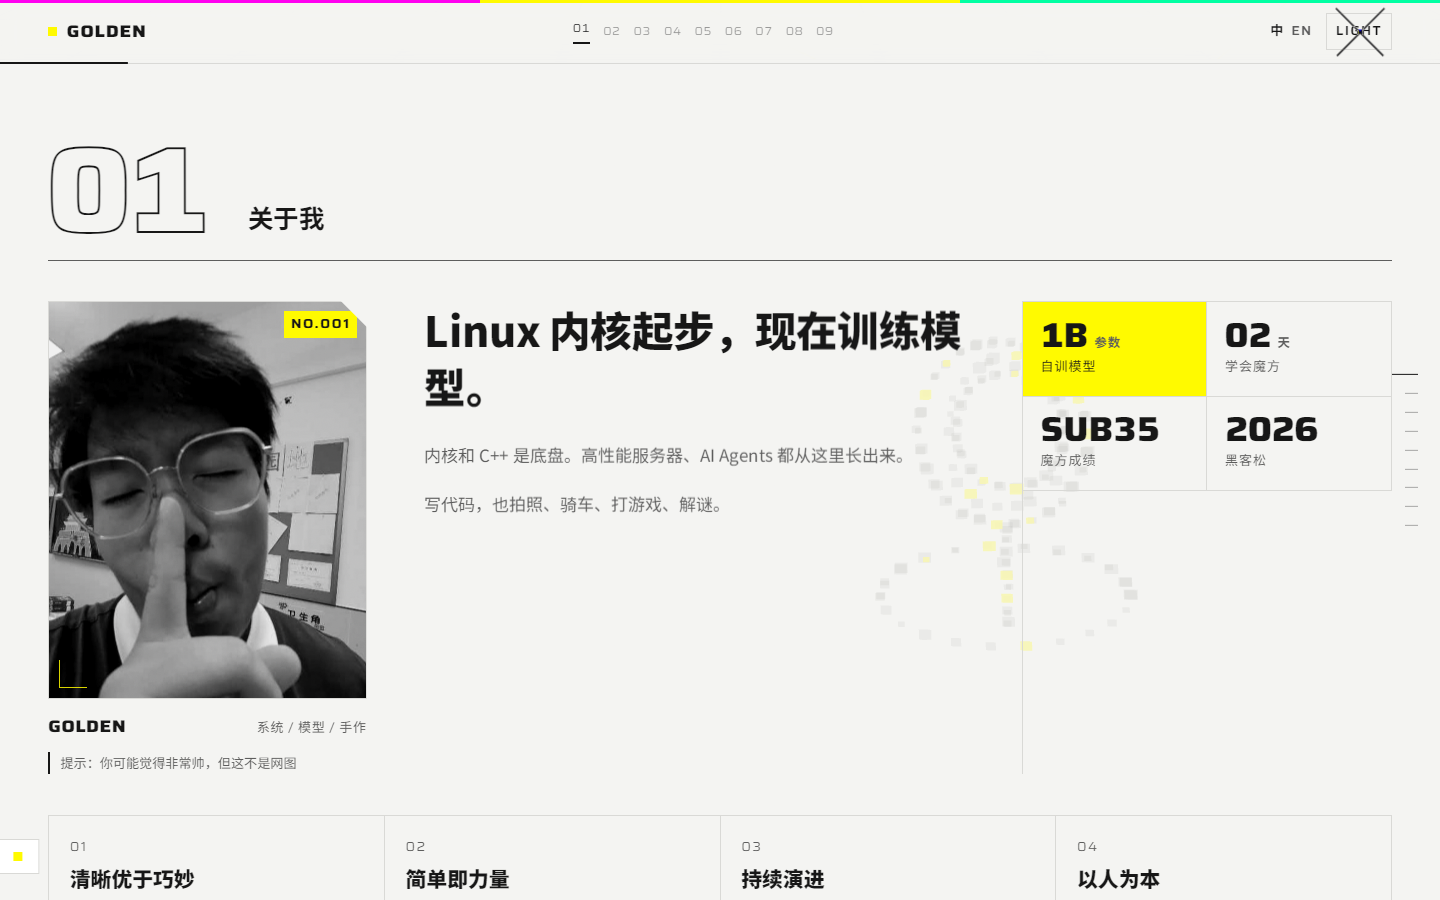 GOLDEN
01 02 03 04 05 06 07 08 09
中 EN
LIGHT
01
关于我
NO.001
卫生角
GOLDEN
系统 / 模型 / 手作
提示：你可能觉得非常帅，但这不是网图
Linux 内核起步，现在训练模
型。
内核和 C++ 是底盘。高性能服务器、AI Agents 都从这里长出来。
写代码，也拍照、骑车、打游戏、解谜。
1B 参数
自训模型
02 天
学会魔方
SUB35
魔方成绩
2026
黑客松
01
清晰优于巧妙
02
简单即力量
03
持续演进
04
以人为本